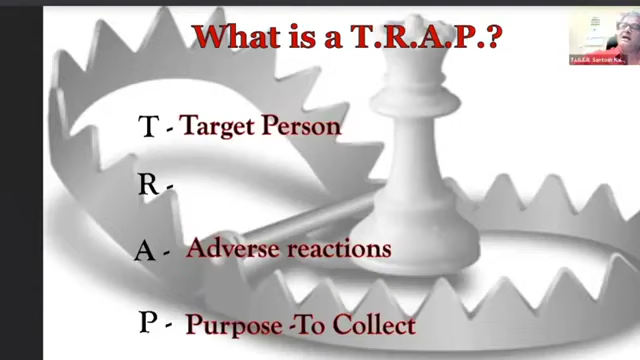 What is a T.R.A.P.?
T - Target Person
R -
A - Adverse reactions
P - Purpose -To Collect